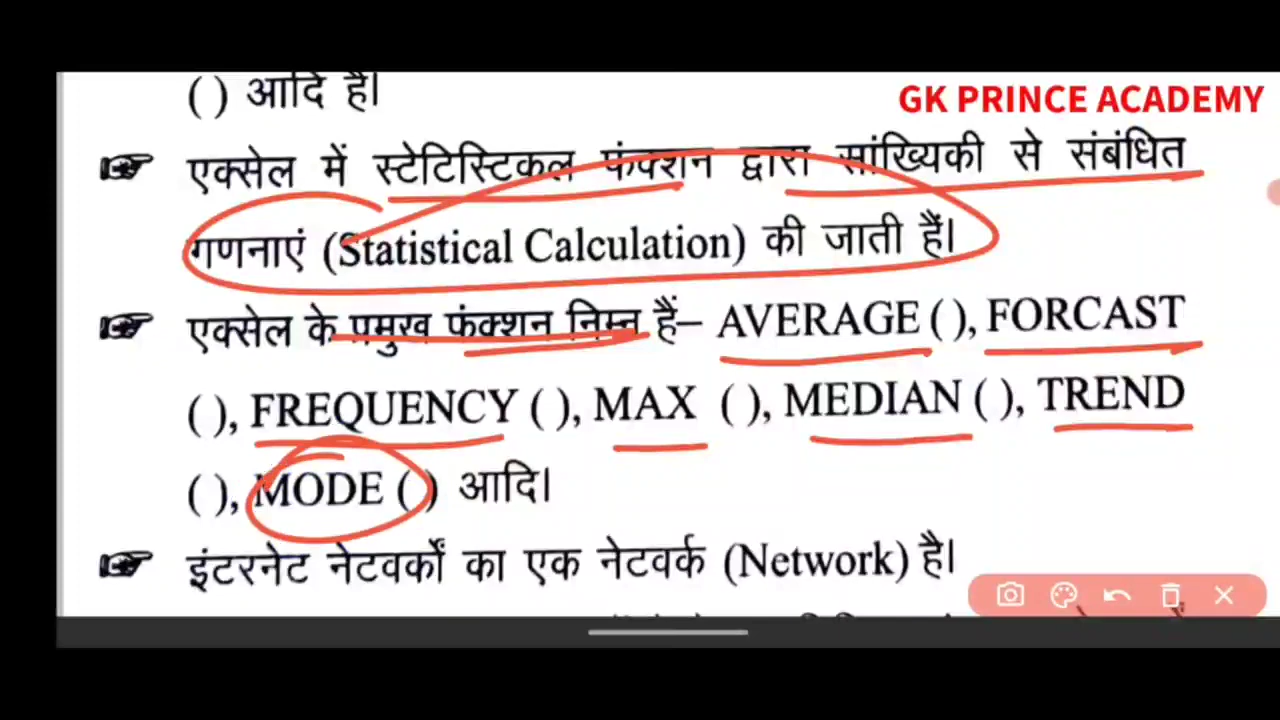 () आदि है।
GK PRINCE ACADEMY
एक्सेल में स्टेटिस्टिकल फंक्शन द्वारा सांख्यिकी से संबंधित
गणनाएं (Statistical Calculation) की जाती हैं।
एक्सेल के प्रमुख फंक्शन निम्न हैं– AVERAGE ( ), FORCAST
( ), FREQUENCY ( ), MAX ( ), MEDIAN ( ), TREND
( ), MODE ( ) आदि।
इंटरनेट नेटवर्कों का एक नेटवर्क (Network) है।